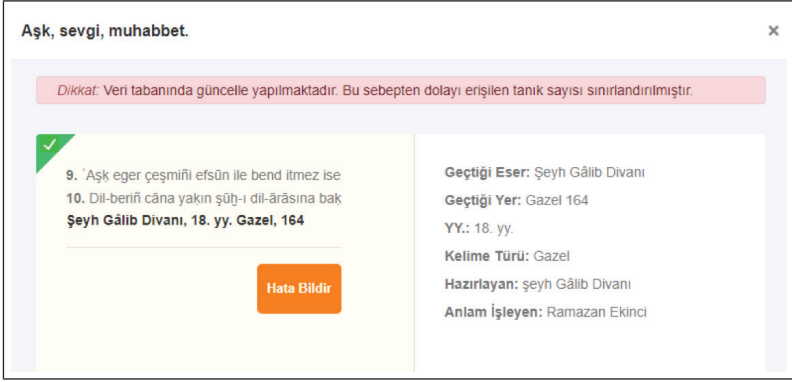 Aşk, sevgi, muhabbet.
×
Dikkat: Veri tabanında güncelle yapılmaktadır. Bu sebepten dolayı erişilen tanık sayısı sınırlandırılmıştır.
9. ʿAşḳ eger çeşmiñi efsūn ile bend itmez ise
10. Dil-beriñ cāna yaḳın şūḫ-ı dil-ārāsına baḳ
Şeyh Gâlib Divanı, 18. yy. Gazel, 164
Hata Bildir
Geçtiği Eser: Şeyh Gâlib Divanı
Geçtiği Yer: Gazel 164
YY.: 18. yy.
Kelime Türü: Gazel
Hazırlayan: şeyh Gâlib Divanı
Anlam İşleyen: Ramazan Ekinci